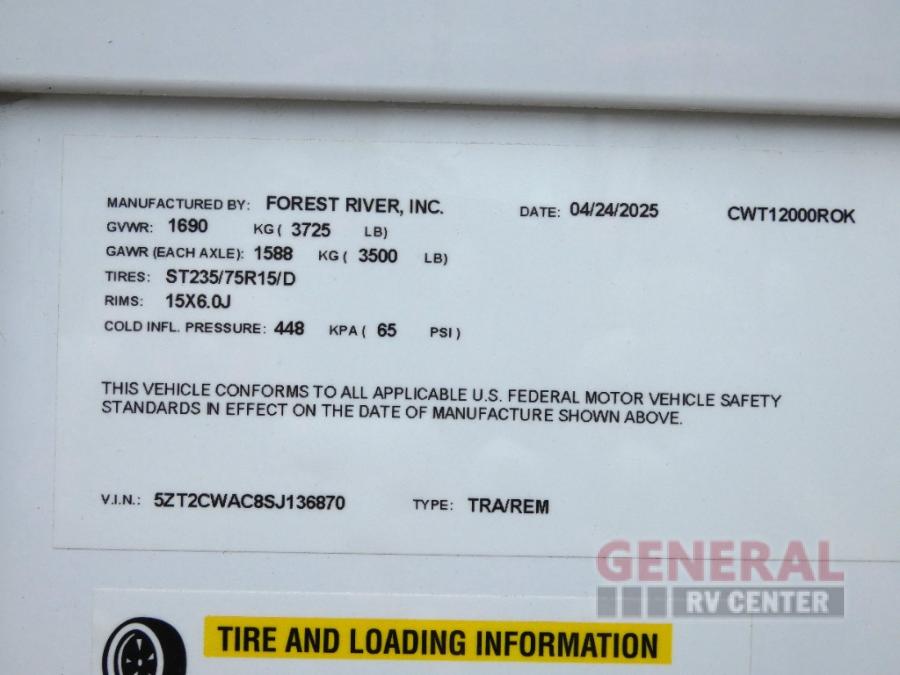 MANUFACTURED BY: FOREST RIVER, INC. DATE: 04/24/2025 CWT12000ROK
GVWR: 1690 KG ( 3725 LB)
GAWR (EACH AXLE): 1588 KG ( 3500 LB)
TIRES: ST235/75R15/D
RIMS: 15X6.0J
COLD INFL. PRESSURE: 448 KPA ( 65 PSI )
THIS VEHICLE CONFORMS TO ALL APPLICABLE U.S. FEDERAL MOTOR VEHICLE SAFETY
STANDARDS IN EFFECT ON THE DATE OF MANUFACTURE SHOWN ABOVE.
V.I.N.: 5ZT2CWAC8SJ136870 TYPE: TRA/REM
GENERAL
RV CENTER
TIRE AND LOADING INFORMATION